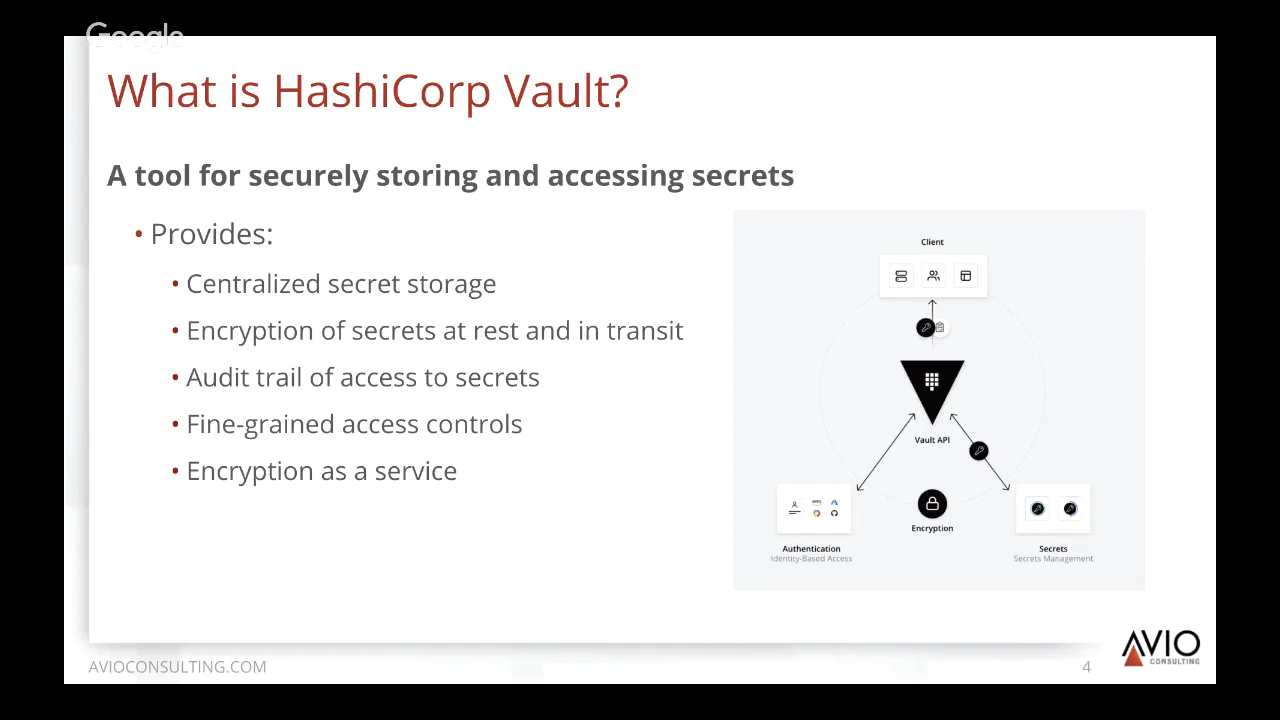 Google
What is HashiCorp Vault?
A tool for securely storing and accessing secrets
• Provides:
• Centralized secret storage
• Encryption of secrets at rest and in transit
• Audit trail of access to secrets
• Fine-grained access controls
• Encryption as a service
Client
Vault API
Encryption
Authentication
Identity-Based Access
Secrets
Secrets Management
AVIOCONSULTING.COM
4
AVIO
CONSULTING